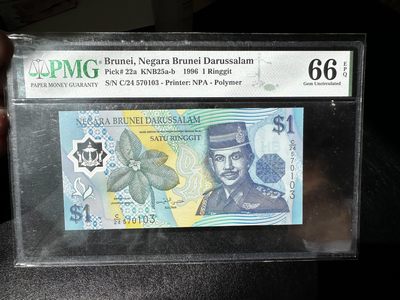 PMG
PAPER MONEY GUARANTY
Brunei, Negara Brunei Darussalam
Pick# 22a KNB25a-b 1996 1 Ringgit
S/N C/24 570103 - Printer: NPA - Polymer
66 EPQ
Gem Uncirculated
NEGARA BRUNEI DARUSSALAM
$1
SATU RINGGIT
C/24 570103
$1
C/24 570103